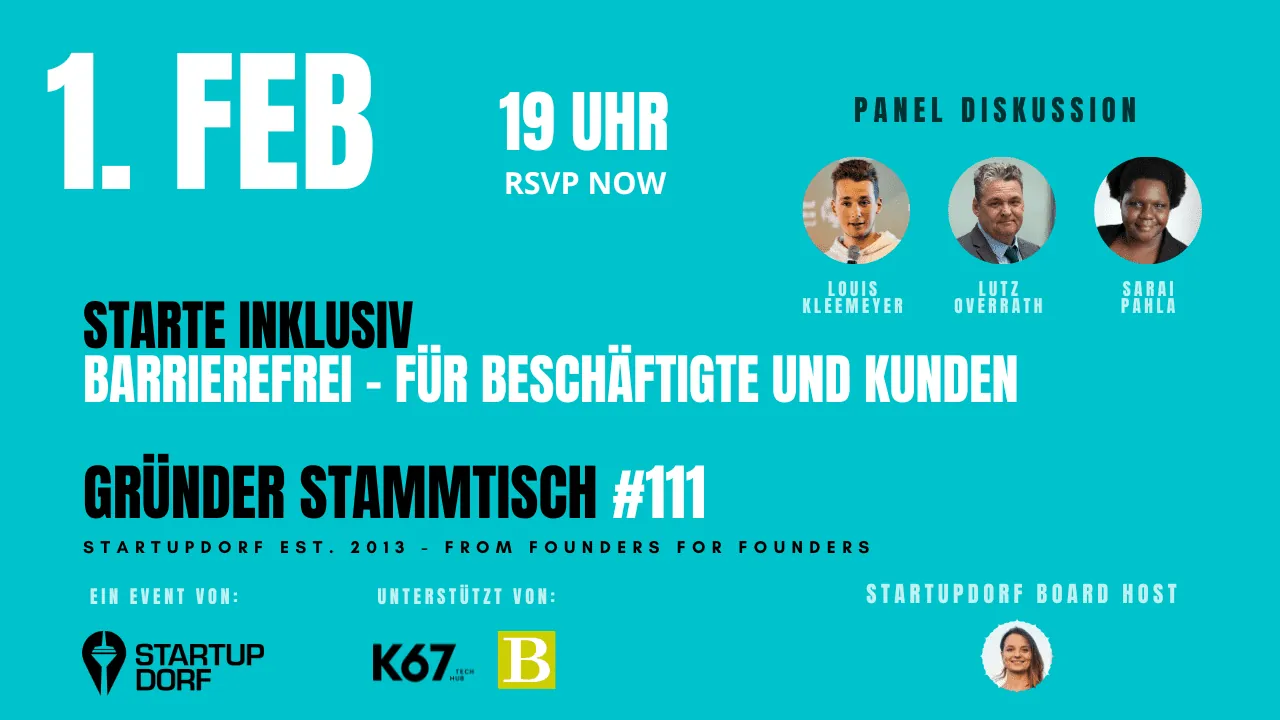 1. FEB
19 UHR
RSVP NOW
PANEL DISKUSSION
LOUIS
KLEEMEYER
LUTZ
OVERRATH
SARAI
PAHLA
STARTE INKLUSIV
BARRIEREFREI - FÜR BESCHÄFTIGTE UND KUNDEN
GRÜNDER STAMMTISCH #111
STARTUPDORF EST. 2013 - FROM FOUNDERS FOR FOUNDERS
EIN EVENT VON:
UNTERSTÜTZT VON:
STARTUPDORF BOARD HOST
STARTUP
DORF
K67 TECH
HUB
B